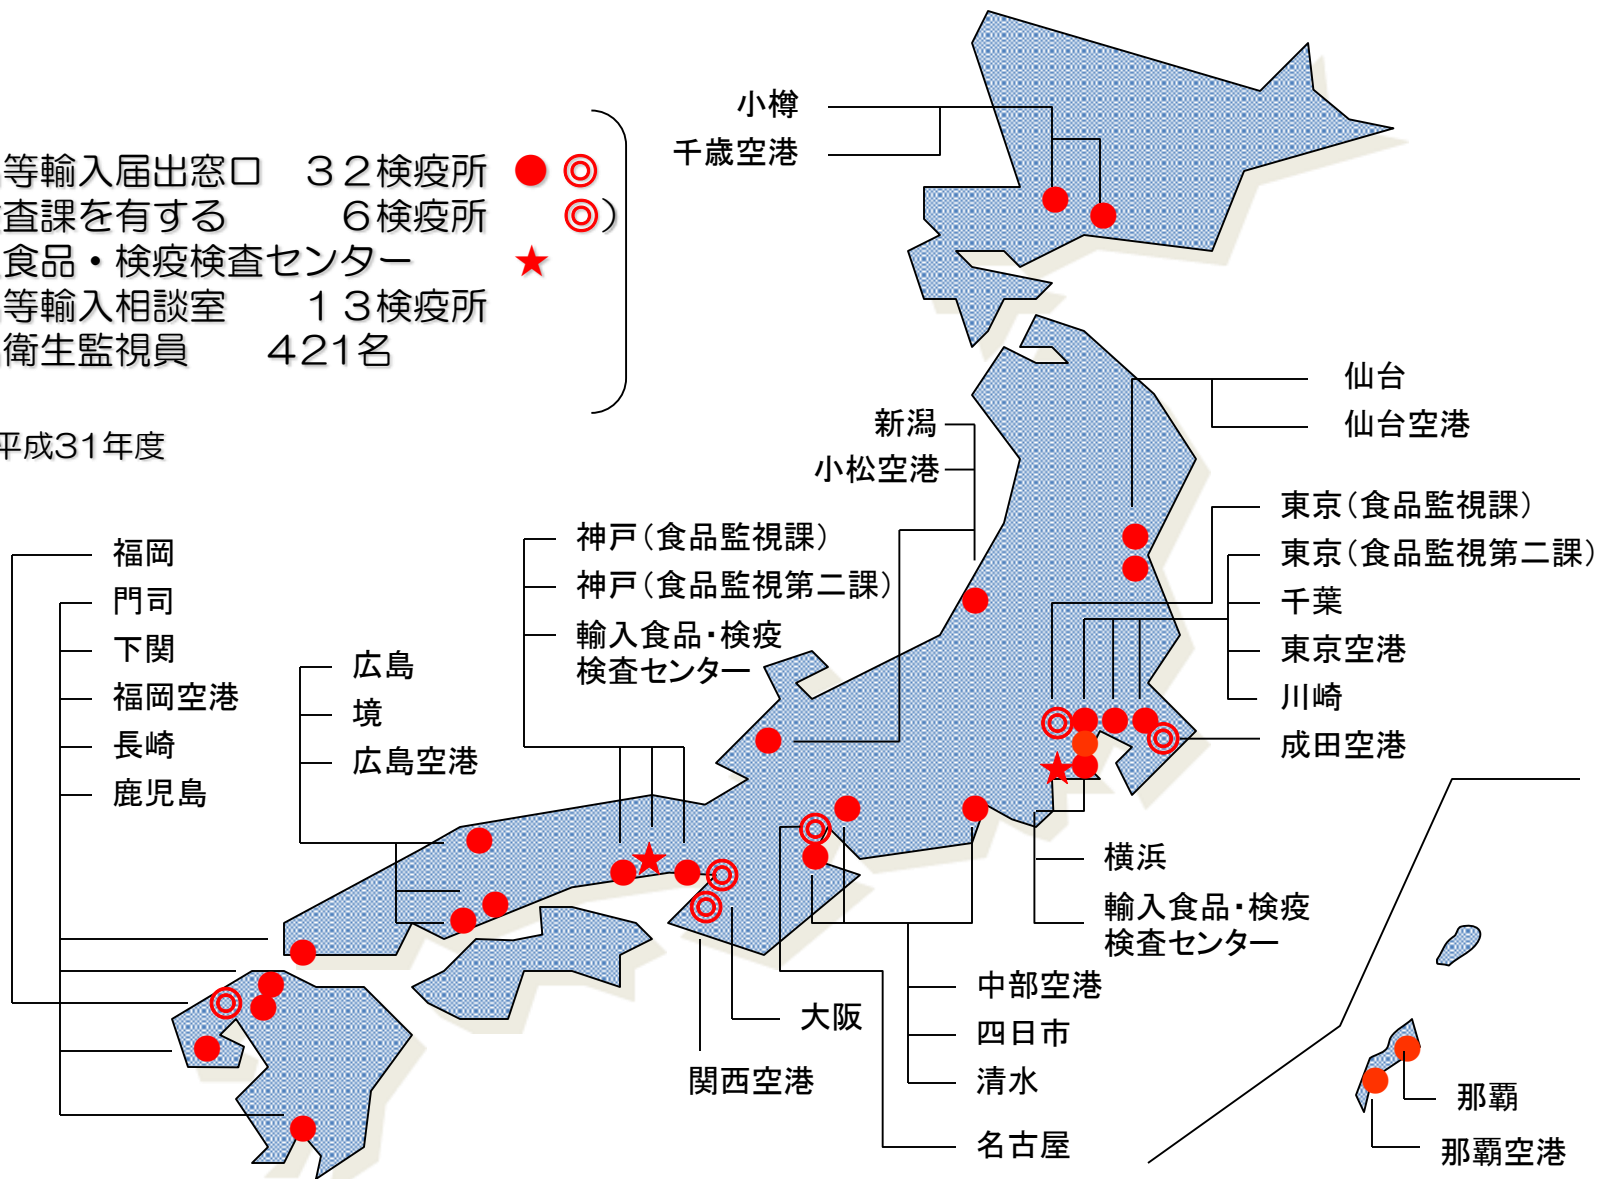 小樽
千歳空港
等輸入届出窓口　３２検疫所　● ◎
査課を有する　６検疫所　◎）
食品・検疫検査センター　★
等輸入相談室　１３検疫所
衛生監視員　４２１名
平成31年度
仙台
仙台空港
新潟
小松空港
東京（食品監視課）
東京（食品監視第二課）
千葉
東京空港
川崎
成田空港
神戸（食品監視課）
神戸（食品監視第二課）
輸入食品・検疫
検査センター
福岡
門司
下関
福岡空港
長崎
鹿児島
広島
境
広島空港
横浜
輸入食品・検疫
検査センター
中部空港
四日市
清水
名古屋
大阪
関西空港
那覇
那覇空港